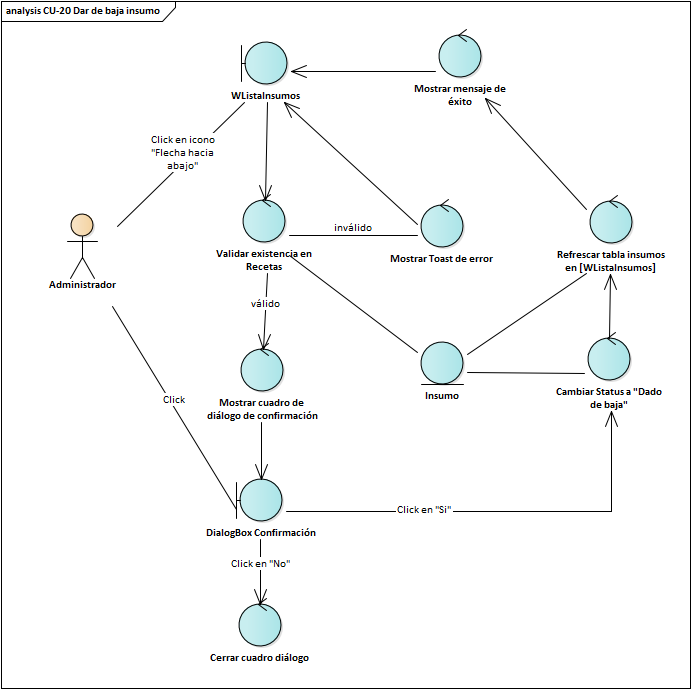 analysis CU-20 Dar de baja insumo
WListaInsumos
Mostrar mensaje de
éxito
Click en icono
"Flecha hacia
abajo"
Administrador
Validar existencia en
Recetas
inválido
Mostrar Toast de error
Refrescar tabla insumos
en [WListaInsumos]
válido
Mostrar cuadro de
diálogo de confirmación
Insumo
Cambiar Status a "Dado
de baja"
Click
DialogBox Confirmación
Click en "Si"
Click en "No"
Cerrar cuadro diálogo